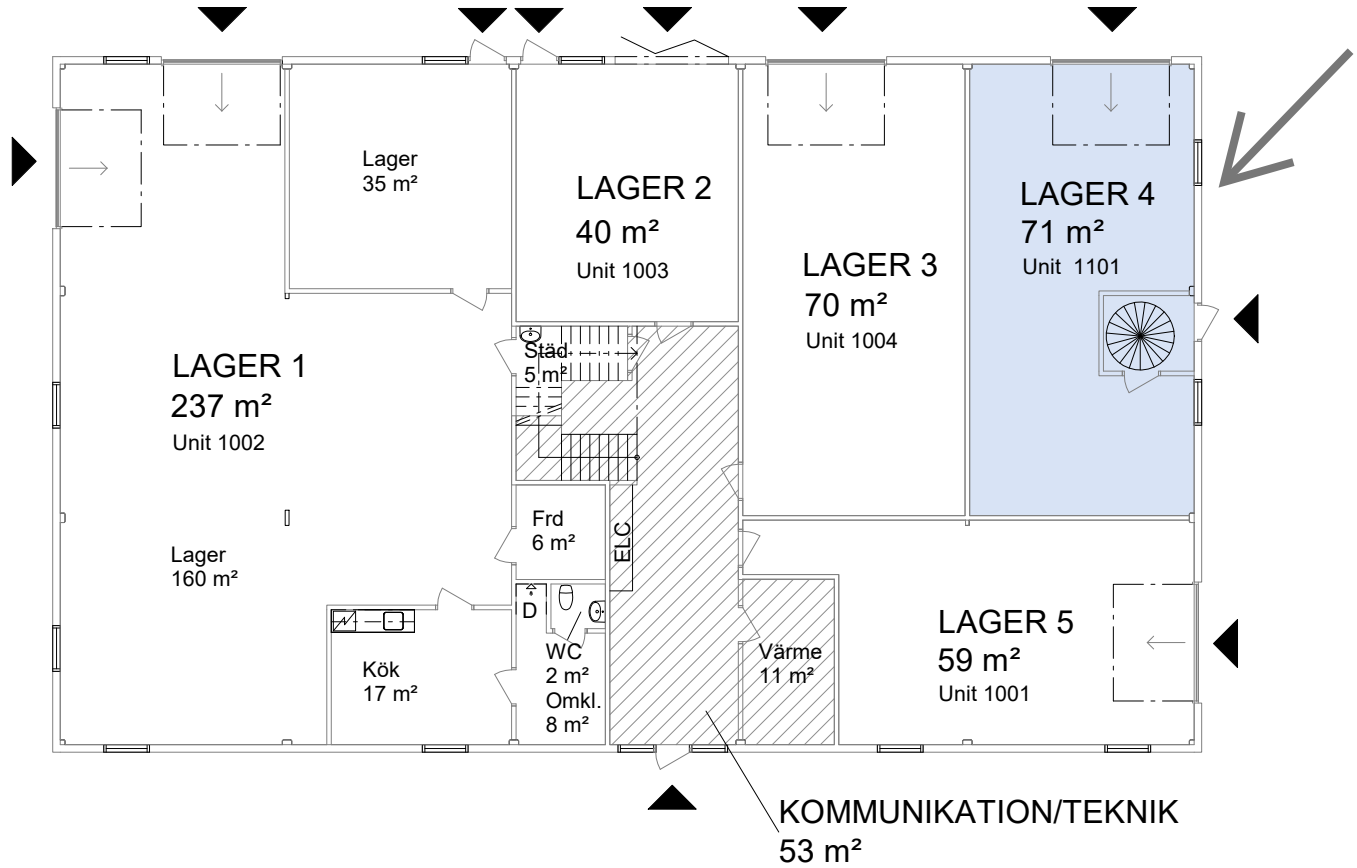 Lager
35 m²
LAGER 2
40 m²
Unit 1003
LAGER 3
70 m²
Unit 1004
LAGER 4
71 m²
Unit 1101
LAGER 1
237 m²
Unit 1002
Städ
5 m²
Lager
160 m²
Frd
6 m²
ELC
D
Kök
17 m²
WC
2 m²
Omkl.
8 m²
Värme
11 m²
LAGER 5
59 m²
Unit 1001
KOMMUNIKATION/TEKNIK
53 m²